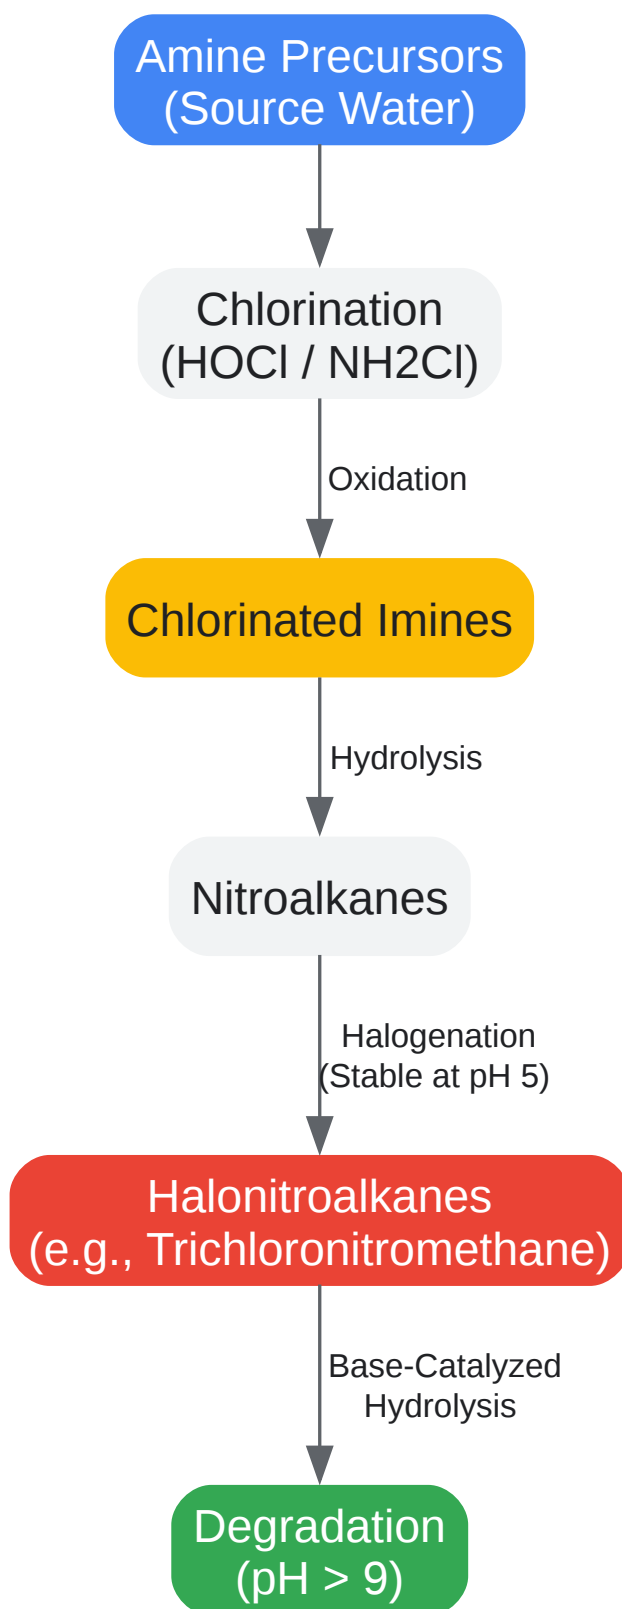 Amine Precursors
(Source Water)
Chlorination
(HOCl / NH2Cl)
Oxidation
Chlorinated Imines
Hydrolysis
Nitroalkanes
Halogenation
(Stable at pH 5)
Halonitroalkanes
(e.g., Trichloronitromethane)
Base-Catalyzed
Hydrolysis
Degradation
(pH > 9)